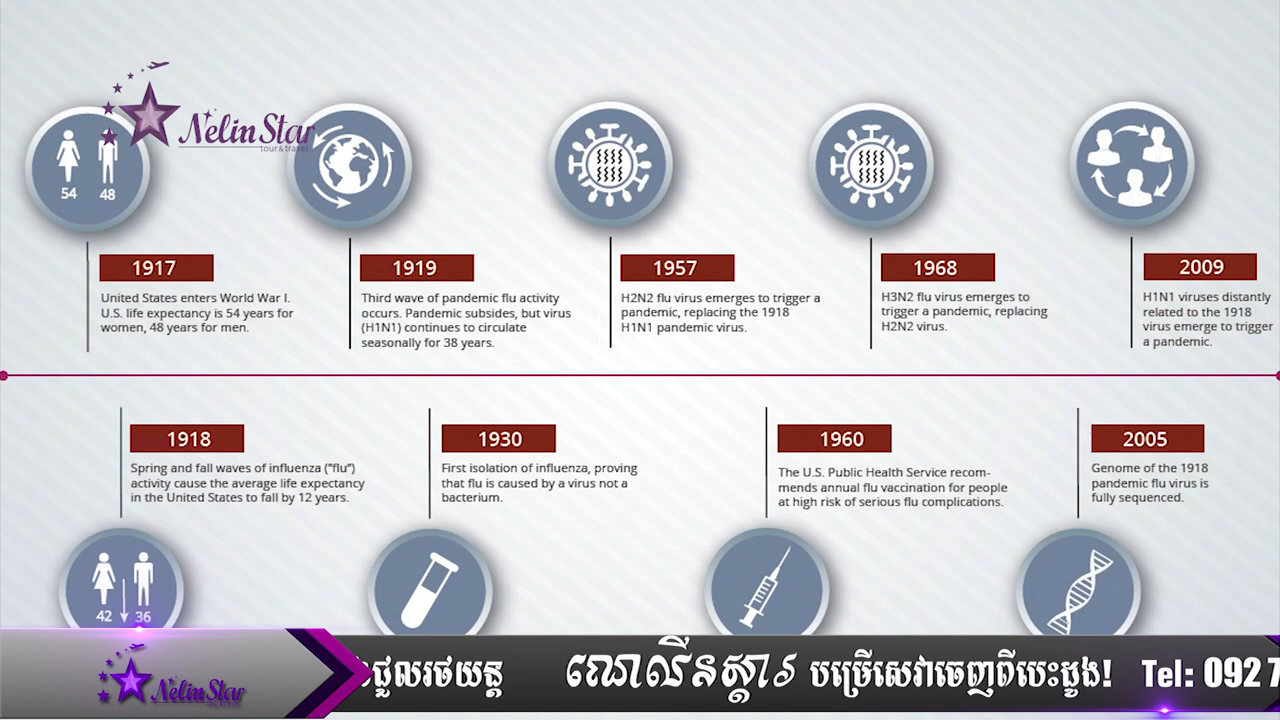 Nelin Star
tour & travel
54 48
1917
United States enters World War I.
U.S. life expectancy is 54 years for
women, 48 years for men.
1919
Third wave of pandemic flu activity
occurs. Pandemic subsides, but virus
(H1N1) continues to circulate
seasonally for 38 years.
1957
H2N2 flu virus emerges to trigger a
pandemic, replacing the 1918
H1N1 pandemic virus.
1968
H3N2 flu virus emerges to
trigger a pandemic, replacing
H2N2 virus.
2009
H1N1 viruses distantly
related to the 1918
virus emerge to trigger
a pandemic.
1918
Spring and fall waves of influenza ("flu")
activity cause the average life expectancy
in the United States to fall by 12 years.
42 36
1930
First isolation of influenza, proving
that flu is caused by a virus not a
bacterium.
1960
The U.S. Public Health Service recom-
mends annual flu vaccination for people
at high risk of serious flu complications.
2005
Genome of the 1918
pandemic flu virus is
fully sequenced.
Nelin Star
ជួលរថយន្ត ណេលីនស្តារ បម្រើសេវាចេញពីបេះដូង! Tel: 092 7